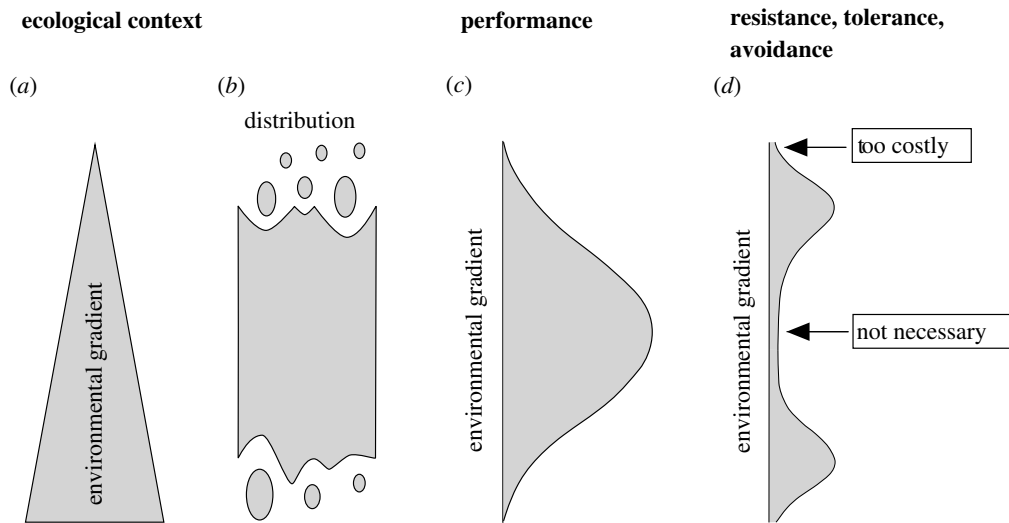 ecological context
performance
resistance, tolerance,
avoidance
(a)
(b)
(c)
(d)
distribution
too costly
not necessary
environmental gradient
environmental gradient
environmental gradient